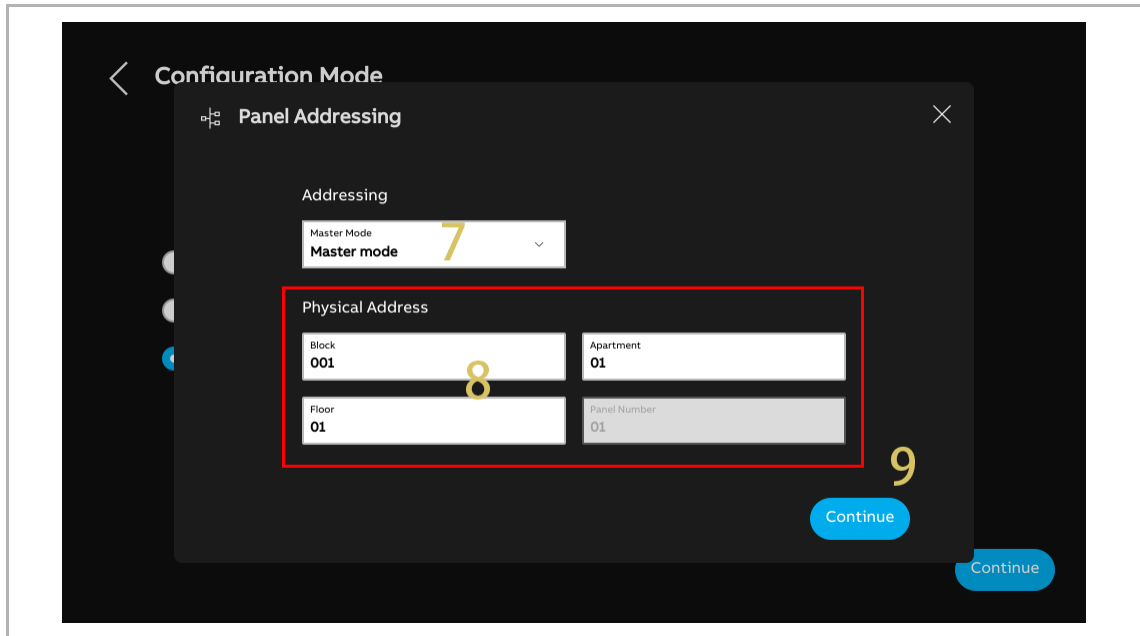 Configuration Mode
Panel Addressing
Addressing
Master Mode
Master mode
7
Physical Address
Block
001
Apartment
01
8
Floor
01
Panel Number
01
9
Continue
Continue